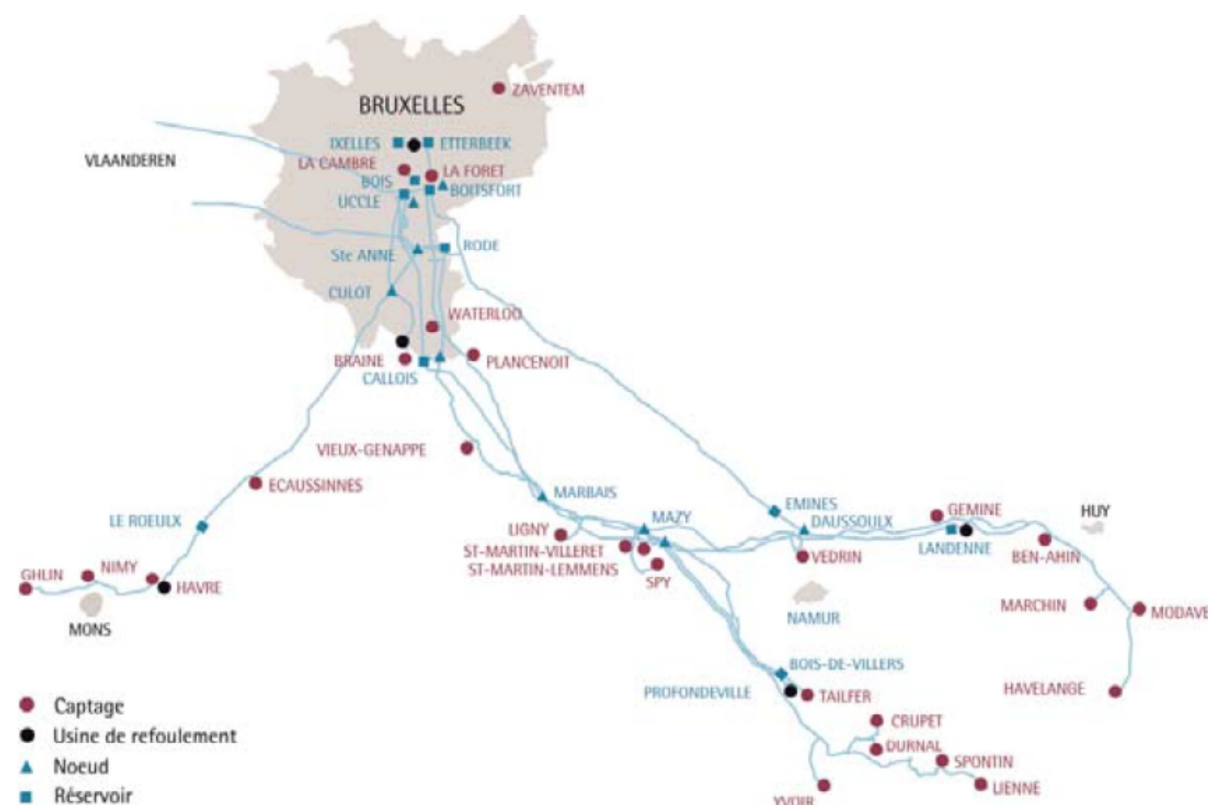 ZAVENTEM
BRUXELLES
IXELLES
ETTERBEEK
VLAANDEREN
LA CAMBRE
LA FORET
BOIS
BOITSFORT
UCCLE
Ste ANNE
RODE
CULOT
WATERLOO
BRAINE
PLANCENOIT
CALLOIS
VIEUX-GENAPPE
ECAUSSINNES
MARBAIS
EMINES
GEMINE
HUY
LE ROEULX
LIGNY
MAZY
DAUSSOULX
ST-MARTIN-VILLERET
VEDRIN
LANDENNE
BEN-AHIN
ST-MARTIN-LEMMENS
SPY
GHLIN
NIMY
HAVRE
MONS
NAMUR
MARCHIN
MODAVE
BOIS-DE-VILLERS
PROFONDEVILLE
TAILFER
HAVELANGE
CRUPET
DURNAL
SPONTIN
LIENNE
YVOIR
Captage
Usine de refoulement
Noeud
Réservoir